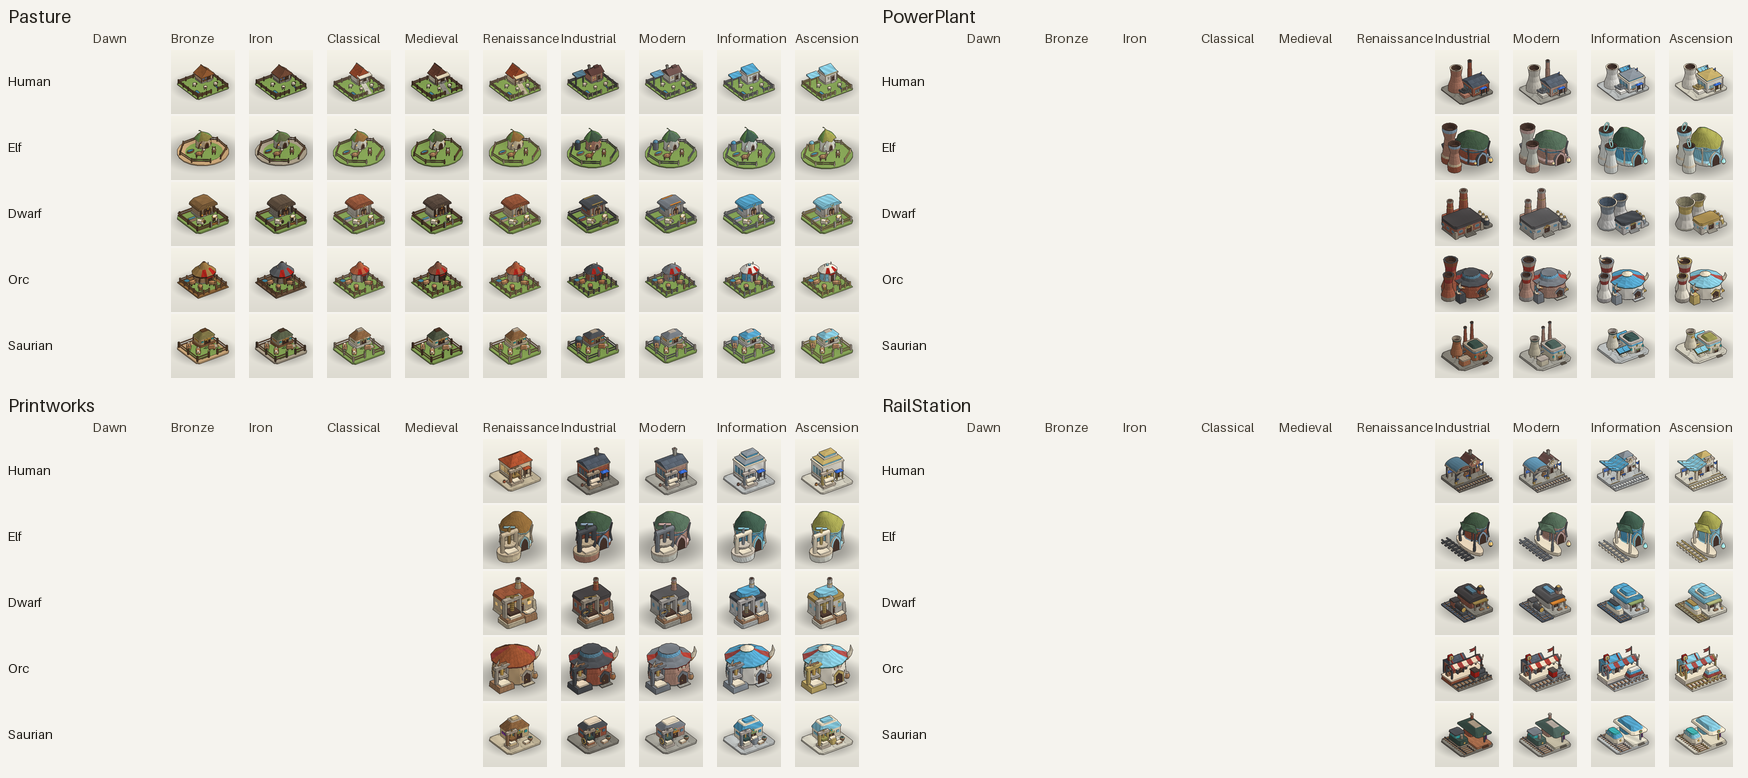 Pasture
Dawn Bronze Iron Classical Medieval Renaissance Industrial Modern Information Ascension
Human
Elf
Dwarf
Orc
Saurian
PowerPlant
Dawn Bronze Iron Classical Medieval Renaissance Industrial Modern Information Ascension
Human
Elf
Dwarf
Orc
Saurian
Printworks
Dawn Bronze Iron Classical Medieval Renaissance Industrial Modern Information Ascension
Human
Elf
Dwarf
Orc
Saurian
RailStation
Dawn Bronze Iron Classical Medieval Renaissance Industrial Modern Information Ascension
Human
Elf
Dwarf
Orc
Saurian